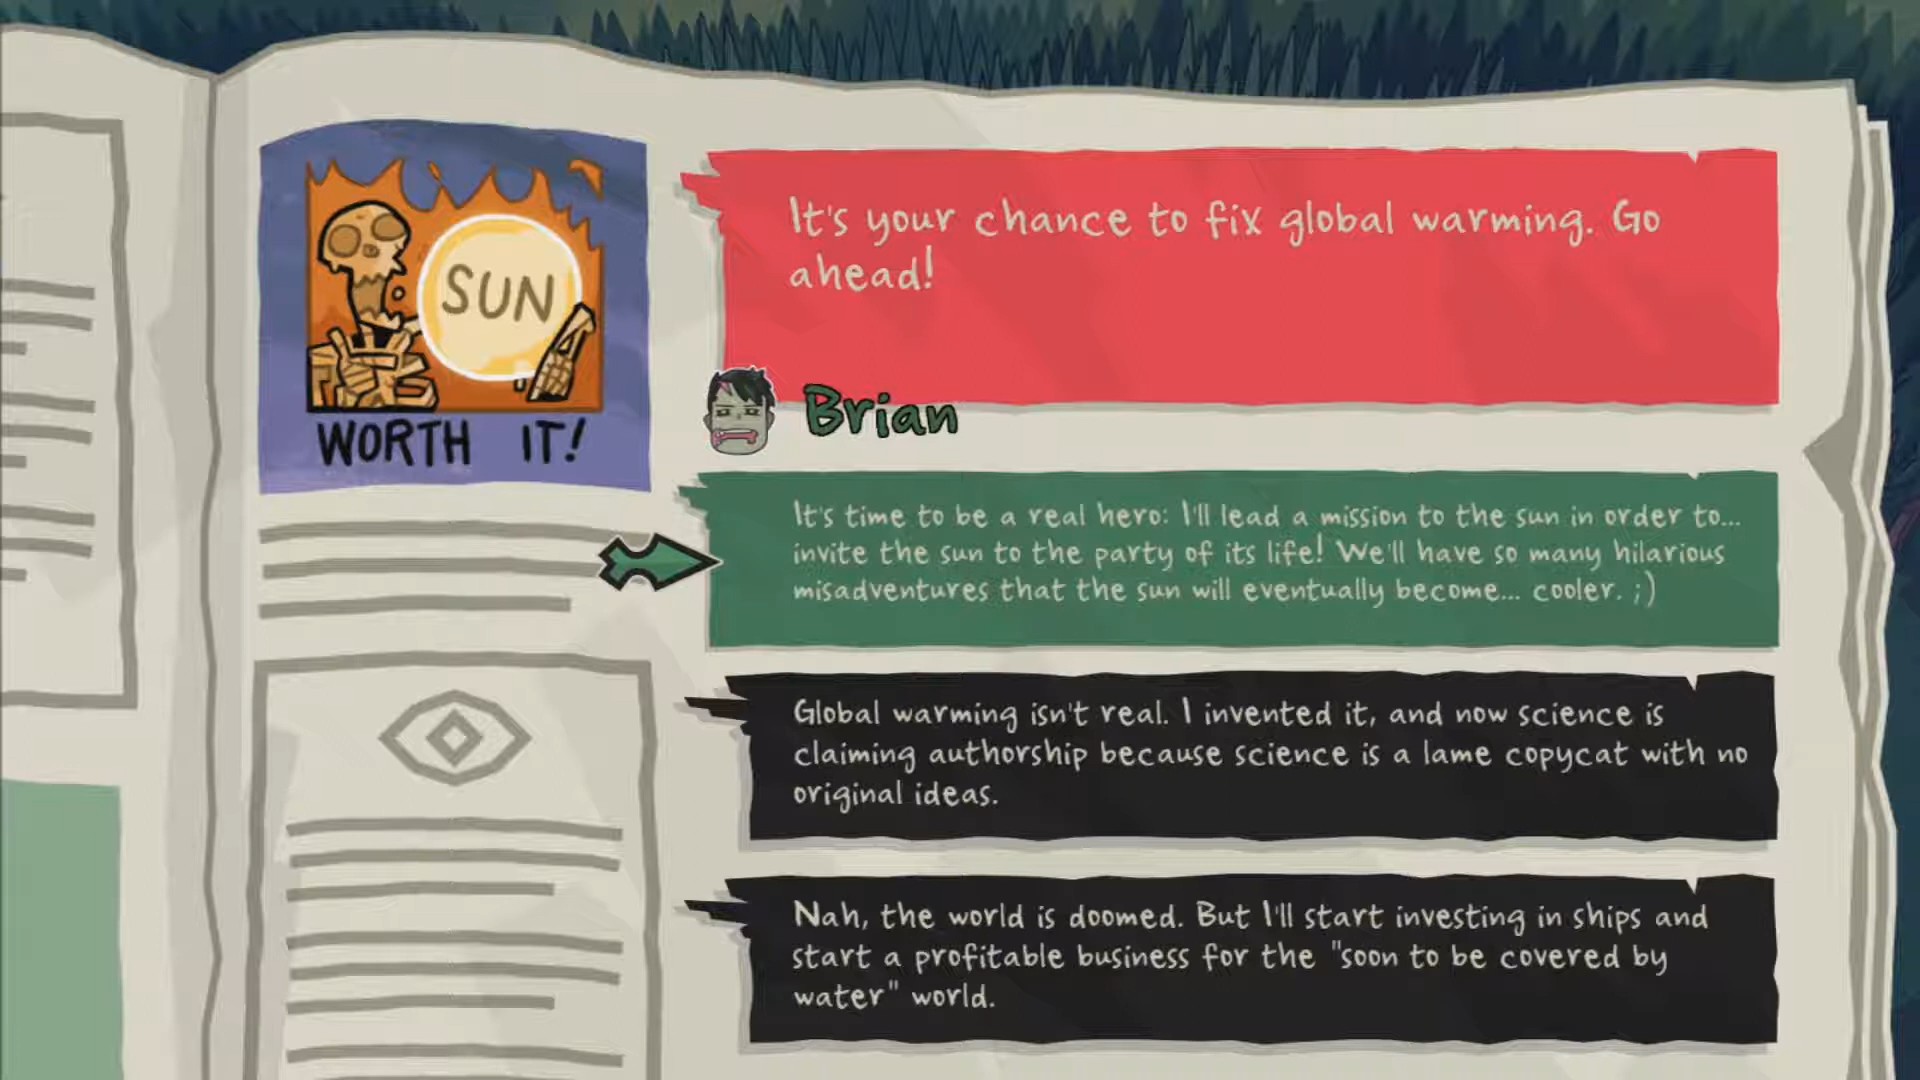 SUN
WORTH IT!
It's your chance to fix global warming. Go
ahead!
Brian
It's time to be a real hero: I'll lead a mission to the sun in order to...
invite the sun to the party of its life! We'll have so many hilarious
misadventures that the sun will eventually become... cooler. ;)
Global warming isn't real. I invented it, and now science is
claiming authorship because science is a lame copycat with no
original ideas.
Nah, the world is doomed. But I'll start investing in ships and
start a profitable business for the "soon to be covered by
water" world.